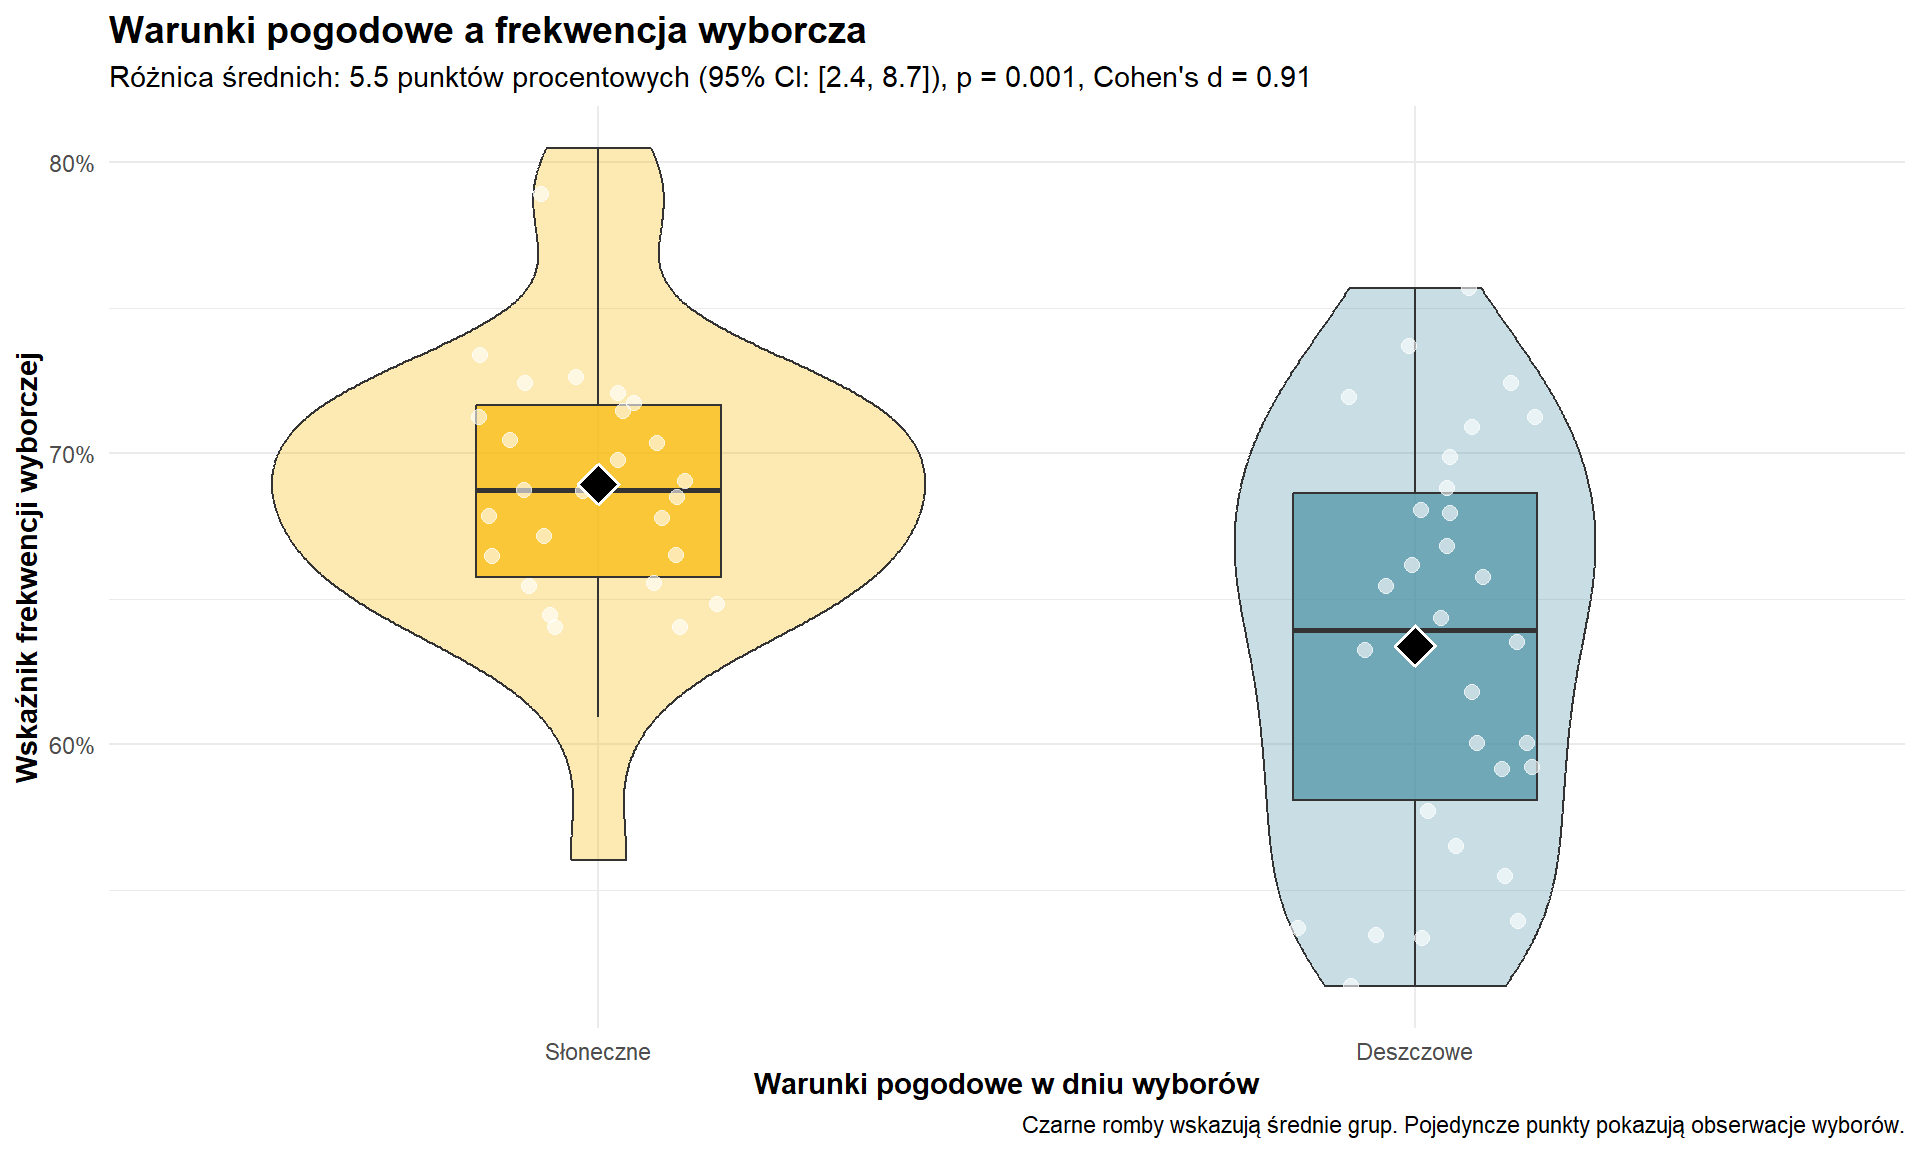 Warunki pogodowe a frekwencja wyborcza
Różnica średnich: 5.5 punktów procentowych (95% CI: [2.4, 8.7]), p = 0.001, Cohen's d = 0.91
Wskaźnik frekwencji wyborczej
80%
70%
60%
Słoneczne
Deszczowe
Warunki pogodowe w dniu wyborów
Czarne romby wskazują średnie grup. Pojedyncze punkty pokazują obserwacje wyborów.